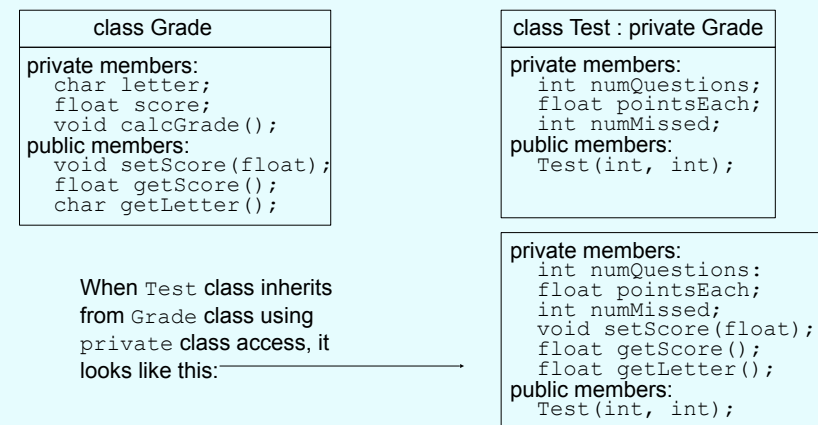 class Grade
private members:
char letter;
float score;
void calcGrade();
public members:
void setScore(float);
float getScore();
char getLetter();
class Test : private Grade
private members:
int numQuestions;
float pointsEach;
int numMissed;
public members:
Test(int, int);
When Test class inherits
from Grade class using
private class access, it
looks like this:
private members:
int numQuestions:
float pointsEach;
int numMissed;
void setScore(float);
float getScore();
float getLetter();
public members:
Test(int, int);